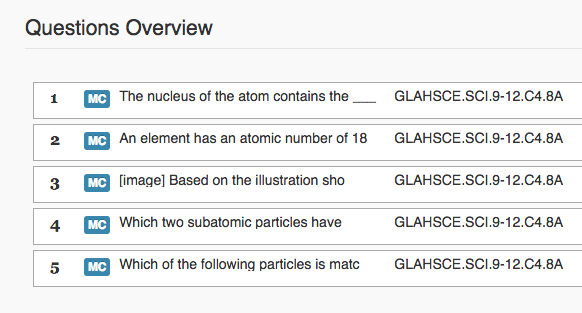 Questions Overview
1 MC The nucleus of the atom contains the ___ GLAHSCE.SCI.9-12.C4.8A
2 MC An element has an atomic number of 18 GLAHSCE.SCI.9-12.C4.8A
3 MC [image] Based on the illustration sho GLAHSCE.SCI.9-12.C4.8A
4 MC Which two subatomic particles have GLAHSCE.SCI.9-12.C4.8A
5 MC Which of the following particles is matc GLAHSCE.SCI.9-12.C4.8A